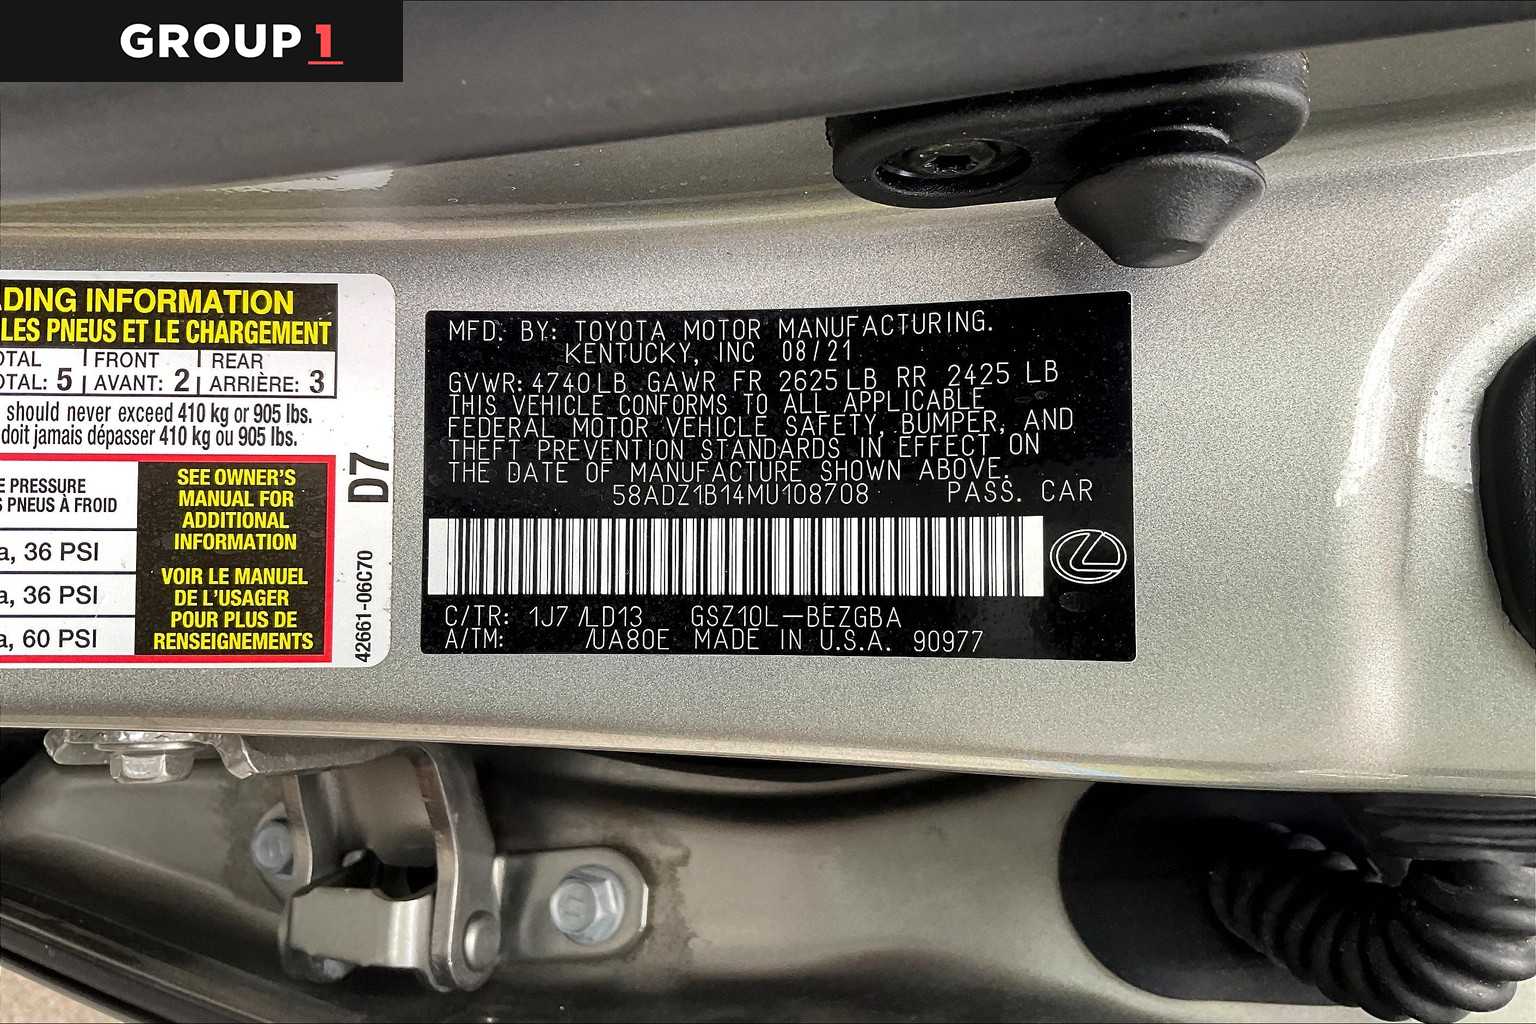 GROUP 1
ADING INFORMATION
LES PNEUS ET LE CHARGEMENT
OTAL FRONT REAR
OTAL: 5 AVANT: 2 ARRIÈRE: 3
should never exceed 410 kg or 905 lbs.
doit jamais dépasser 410 kg ou 905 lbs.
E PRESSURE
S PNEUS À FROID
a, 36 PSI
a, 36 PSI
a, 60 PSI
SEE OWNER'S
MANUAL FOR
ADDITIONAL
INFORMATION
VOIR LE MANUEL
DE L'USAGER
POUR PLUS DE
RENSEIGNEMENTS
D7
42661-06C70
MFD. BY: TOYOTA MOTOR MANUFACTURING.
KENTUCKY, INC 08/21
GVWR: 4740LB GAWR FR 2625LB RR 2425 LB
THIS VEHICLE CONFORMS TO ALL APPLICABLE
FEDERAL MOTOR VEHICLE SAFETY, BUMPER, AND
THEFT PREVENTION STANDARDS IN EFFECT ON
THE DATE OF MANUFACTURE SHOWN ABOVE.
58ADZ1B14MU108708 PASS. CAR
C/TR: 1J7 /LD13 GSZ10L-BEZGBA
A/TM: /UA80E MADE IN U.S.A. 90977